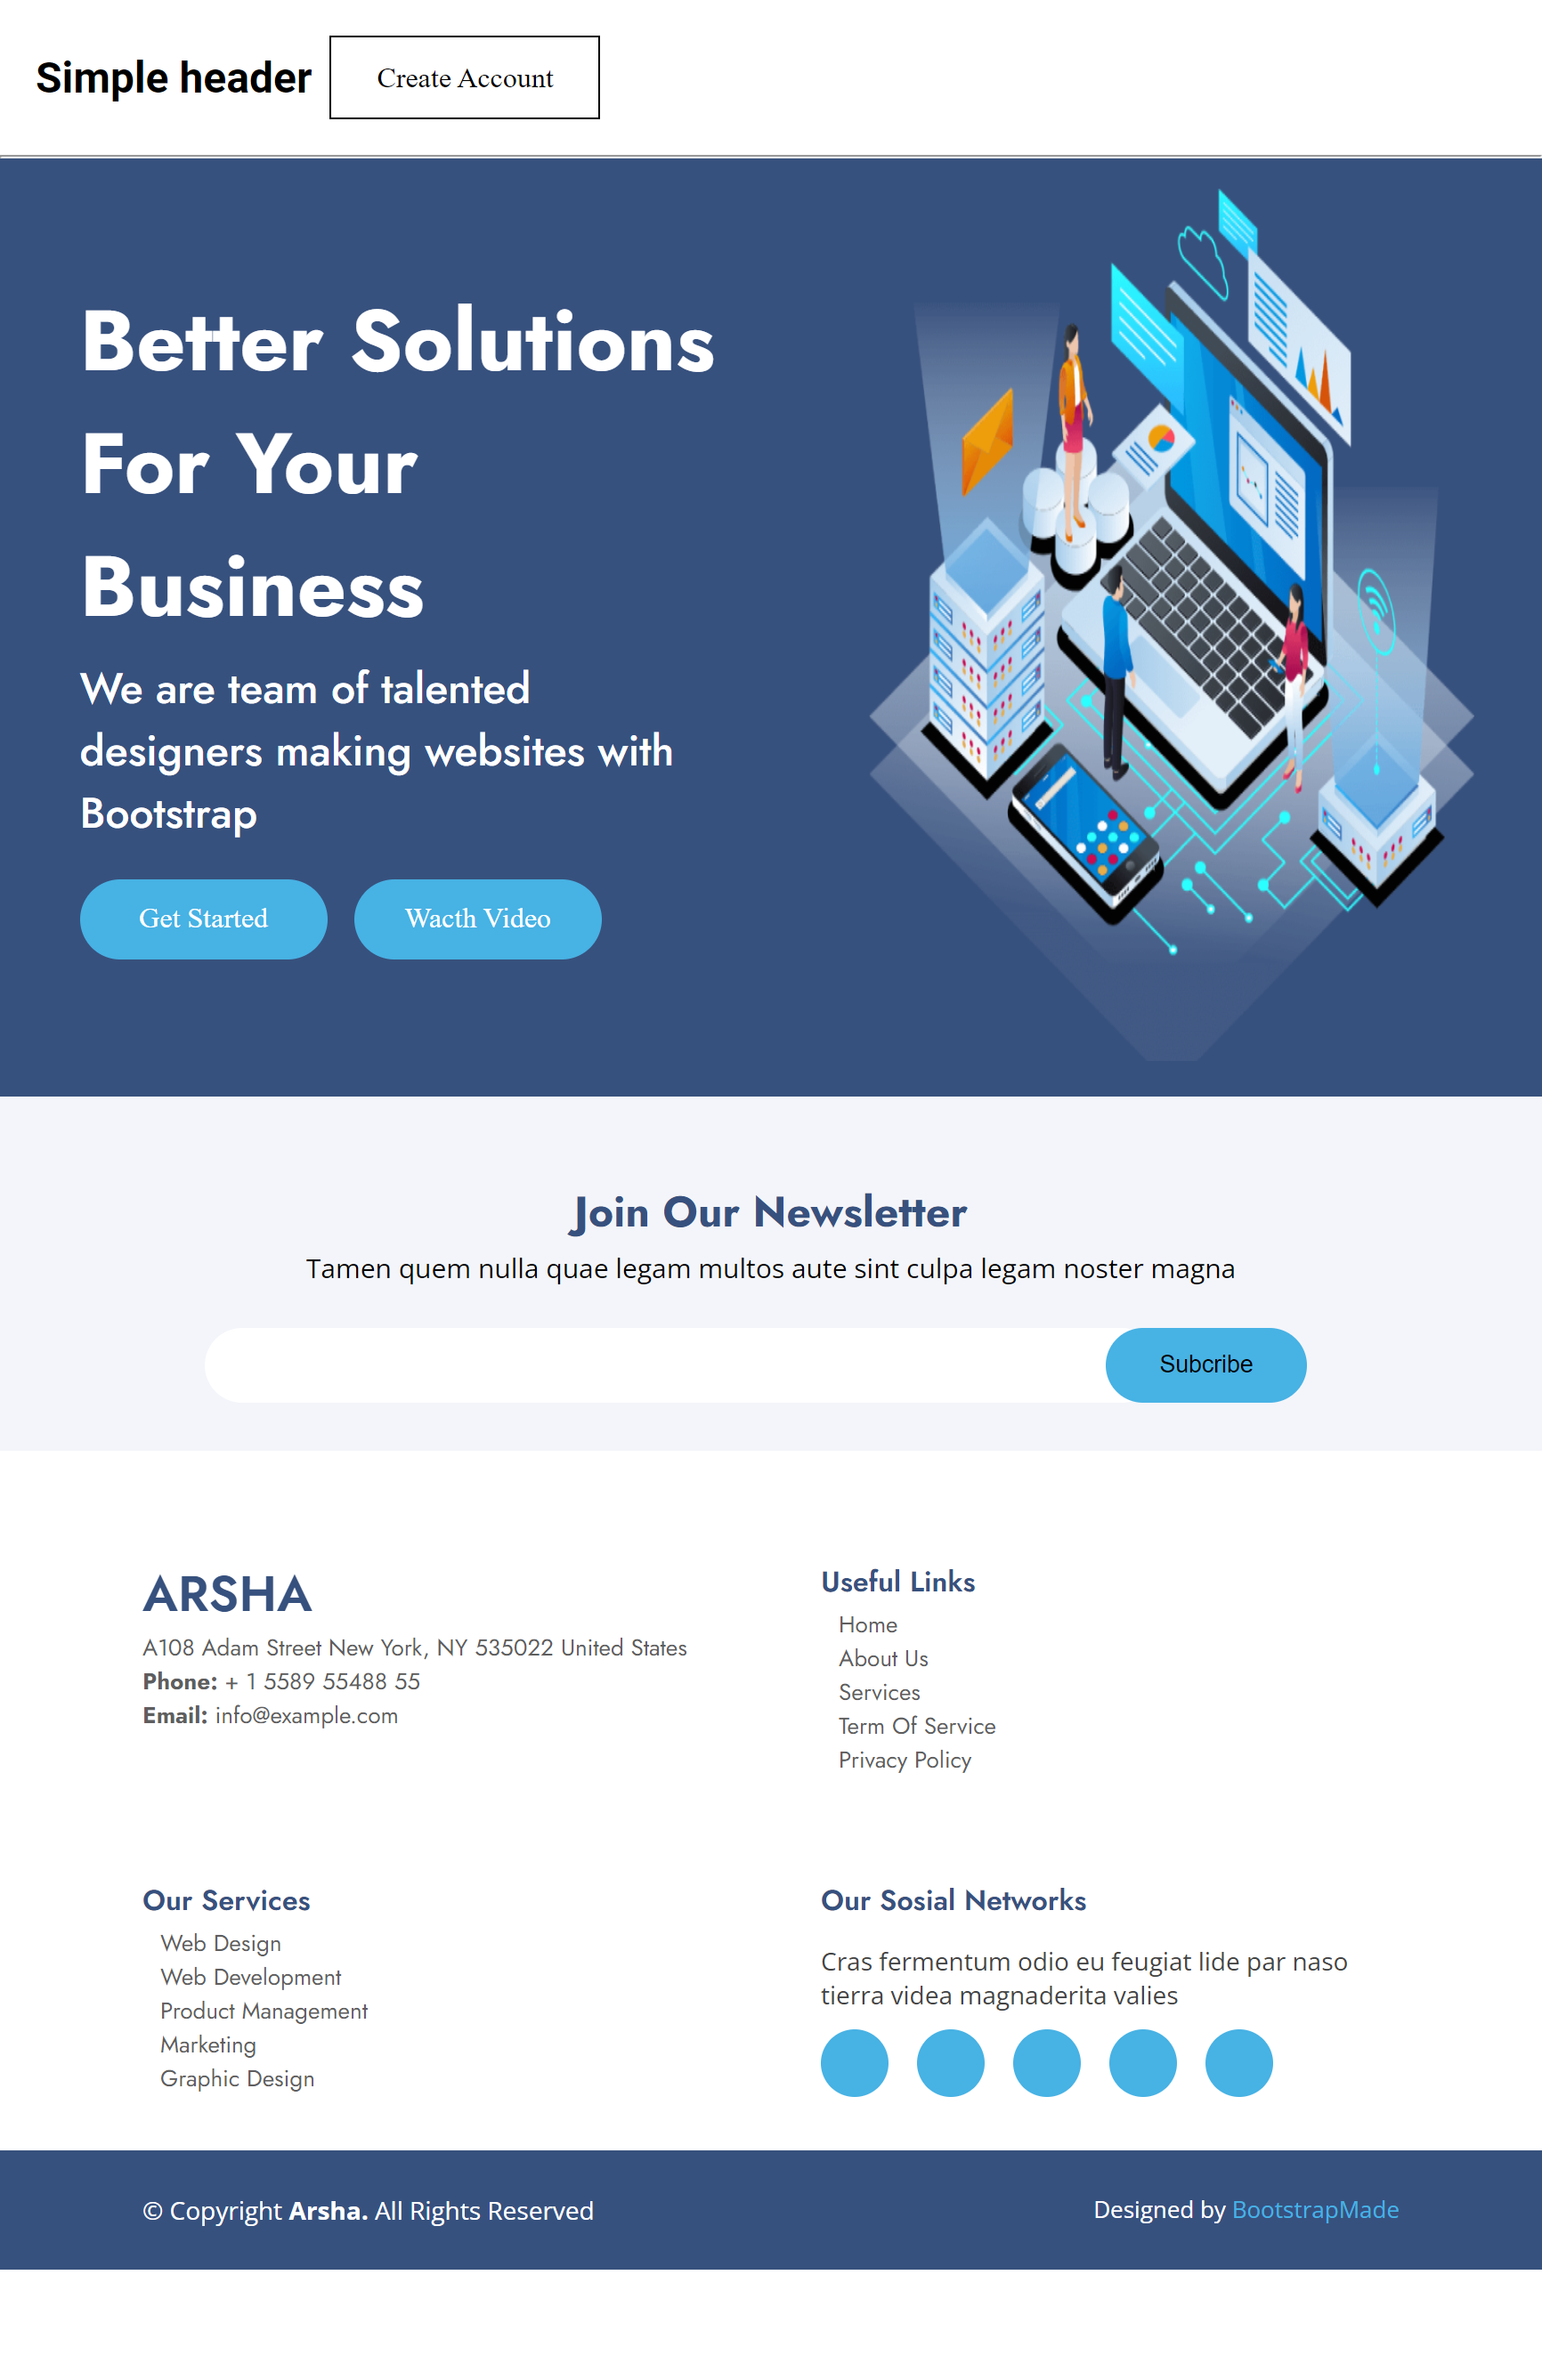 Simple header
Create Account
Better Solutions
For Your
Business
We are team of talented
designers making websites with
Bootstrap
Get Started
Wacth Video
Join Our Newsletter
Tamen quem nulla quae legam multos aute sint culpa legam noster magna
Subcribe
ARSHA
A108 Adam Street New York, NY 535022 United States
Phone: + 1 5589 55488 55
Email: info@example.com
Useful Links
Home
About Us
Services
Term Of Service
Privacy Policy
Our Services
Web Design
Web Development
Product Management
Marketing
Graphic Design
Our Sosial Networks
Cras fermentum odio eu feugiat lide par naso
tierra videa magnaderita valies
© Copyright Arsha. All Rights Reserved
Designed by BootstrapMade